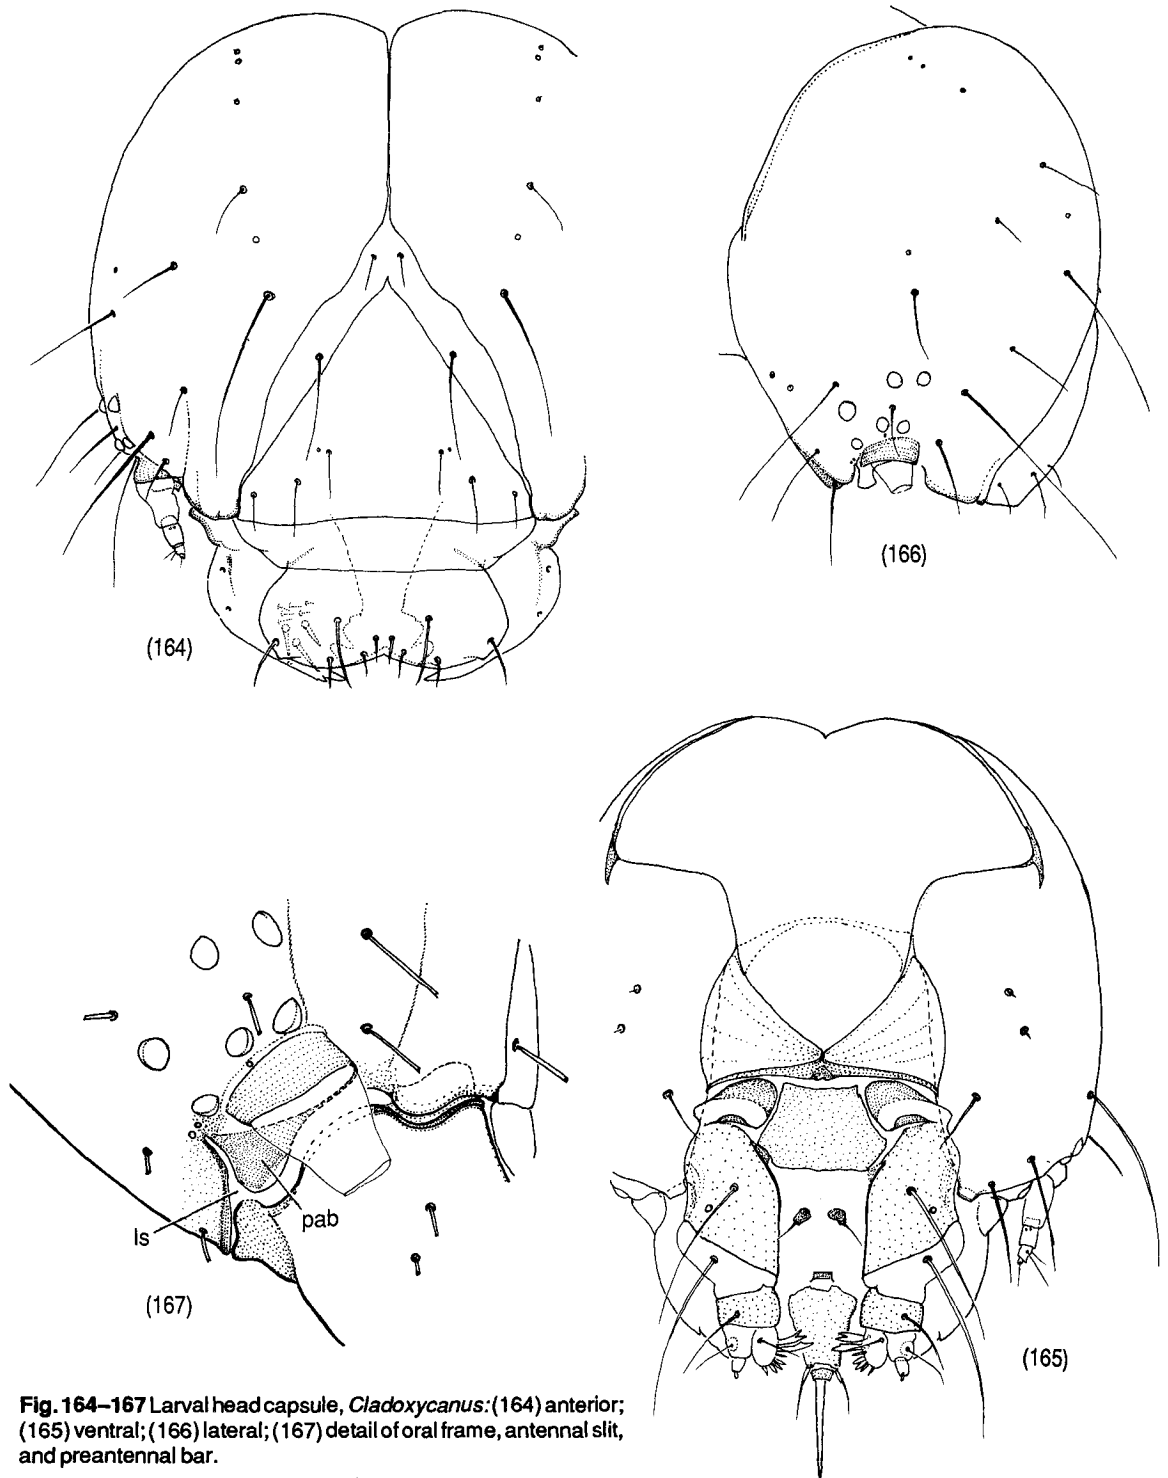 (164)
(166)
ls
pab
(167)
(165)
Fig. 164–167 Larval head capsule, Cladoxycanus: (164) anterior;
(165) ventral; (166) lateral; (167) detail of oral frame, antennal slit,
and preantennal bar.